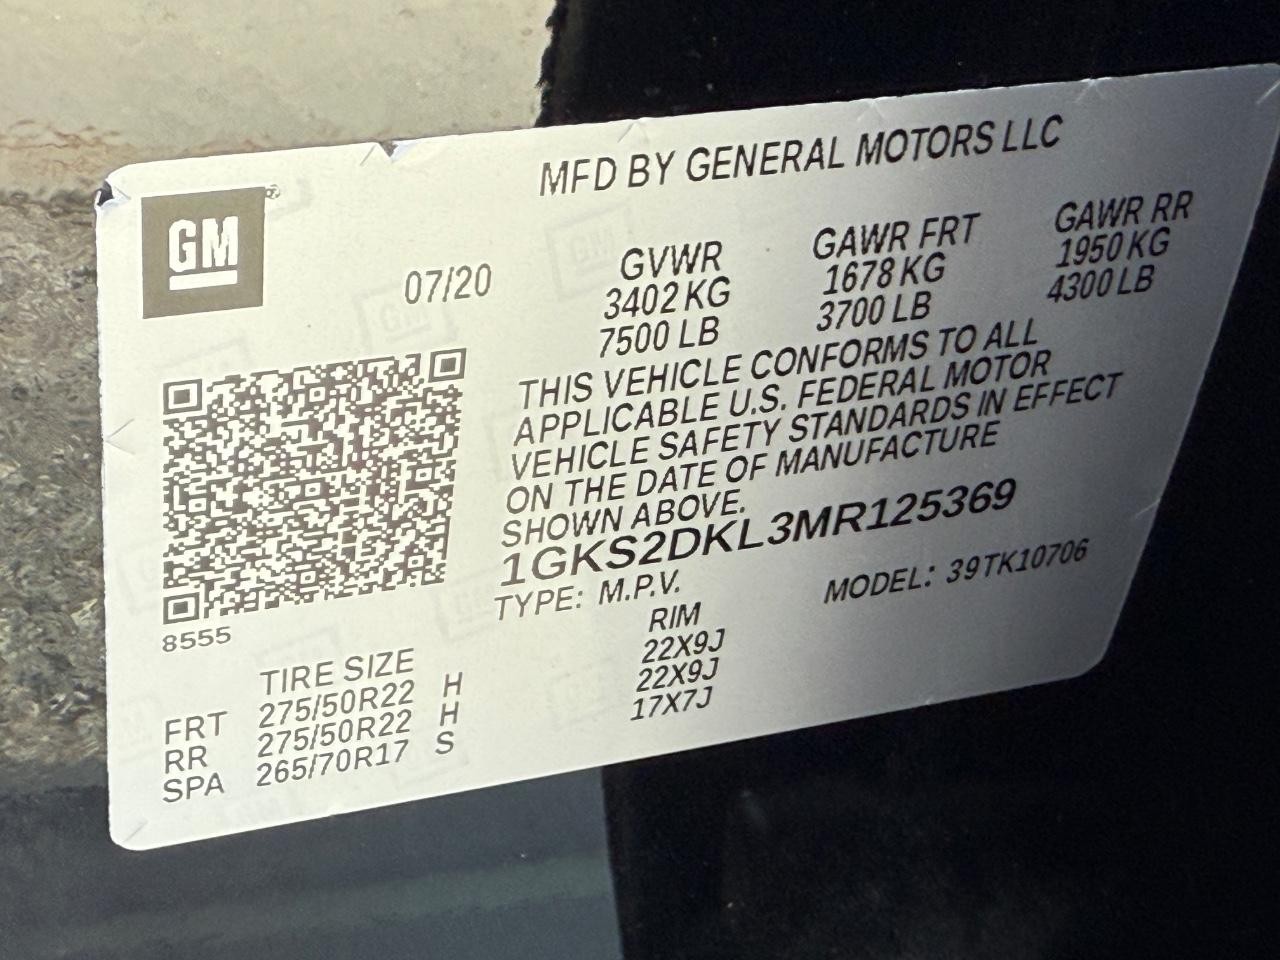 MFD BY GENERAL MOTORS LLC
GM
07/20
GVWR GAWR FRT GAWR RR
3402 KG 1678 KG 1950 KG
7500 LB 3700 LB 4300 LB
THIS VEHICLE CONFORMS TO ALL
APPLICABLE U.S. FEDERAL MOTOR
VEHICLE SAFETY STANDARDS IN EFFECT
ON THE DATE OF MANUFACTURE
SHOWN ABOVE.
1GKS2DKL3MR125369
TYPE: M.P.V. MODEL: 39TK10706
8555
TIRE SIZE RIM
FRT 275/50R22 H 22X9J
RR 275/50R22 H 22X9J
SPA 265/70R17 S 17X7J